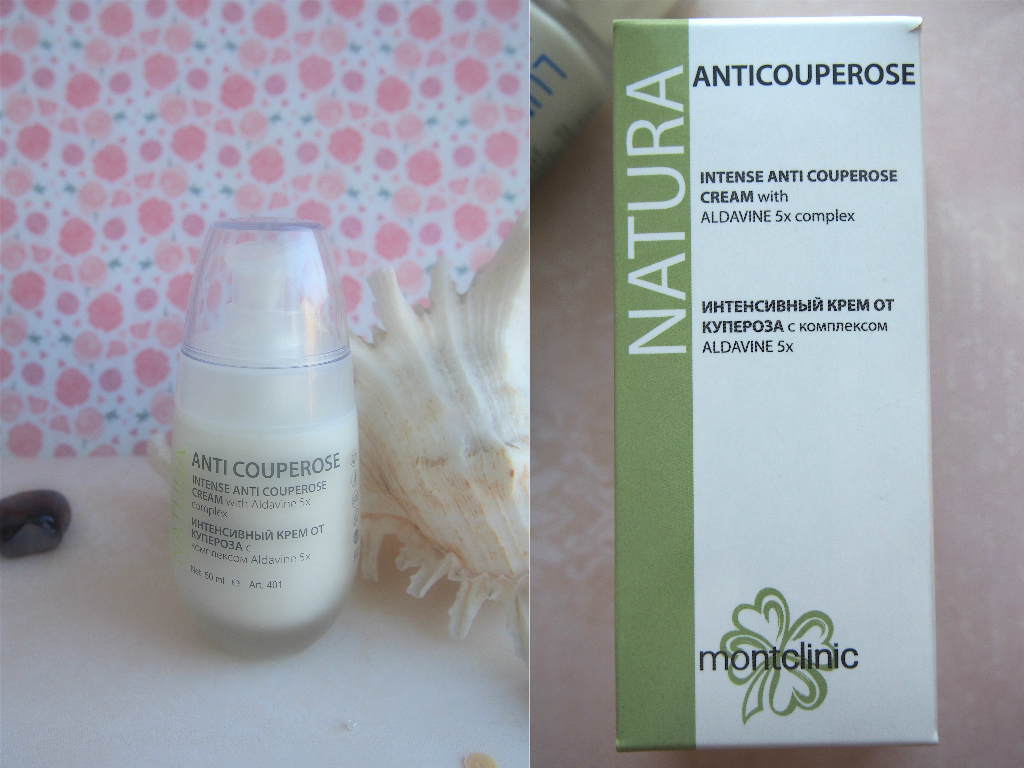 ANTI COUPEROSE
INTENSE ANTI COUPEROSE
CREAM with Aldavine 5x
complex
ИНТЕНСИВНЫЙ КРЕМ ОТ
КУПЕРОЗА с
комплексом Aldavine 5x
Net. 50 ml ℮ Art. 401
NATURA
ANTICOUPEROSE
INTENSE ANTI COUPEROSE
CREAM with
ALDAVINE 5x complex
ИНТЕНСИВНЫЙ КРЕМ ОТ
КУПЕРОЗА с комплексом
ALDAVINE 5x
montclinic